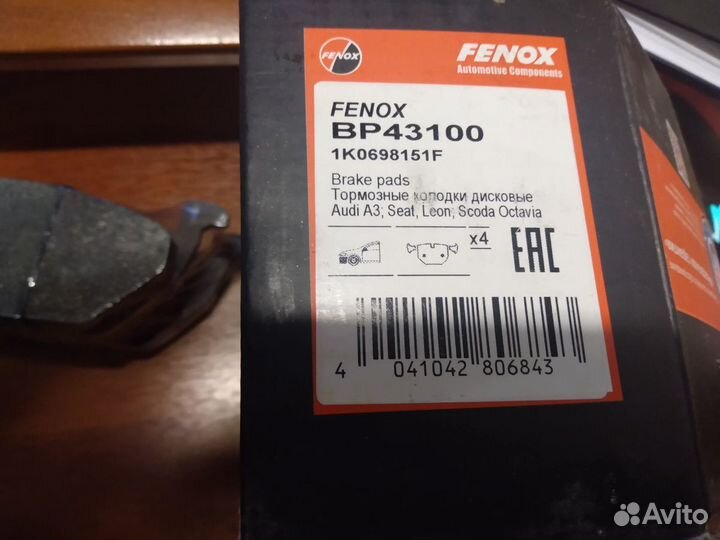 FENOX
FENOX
Automotive Components
FENOX
BP43100
1K0698151F
Brake pads
Тормозные колодки дисковые
Audi A3; Seat, Leon, Scoda Octavia
x4
EAC
4 041042 806843
Avito